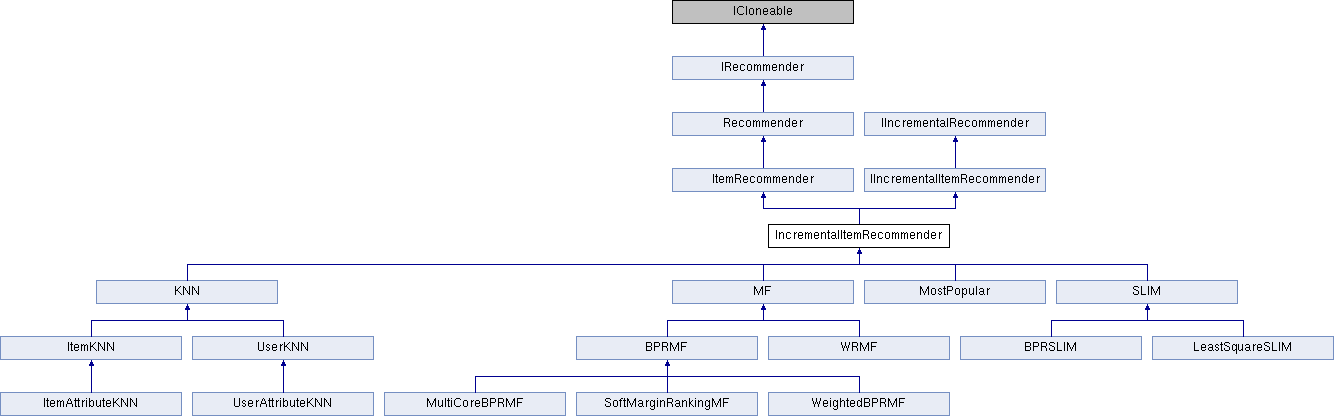 ICloneable
IRecommender
Recommender
IIncrementalRecommender
ItemRecommender
IIncrementalItemRecommender
IncrementalItemRecommender
KNN
MF
MostPopular
SLIM
ItemKNN
UserKNN
BPRMF
WRMF
BPRSLIM
LeastSquareSLIM
ItemAttributeKNN
UserAttributeKNN
MultiCoreBPRMF
SoftMarginRankingMF
WeightedBPRMF